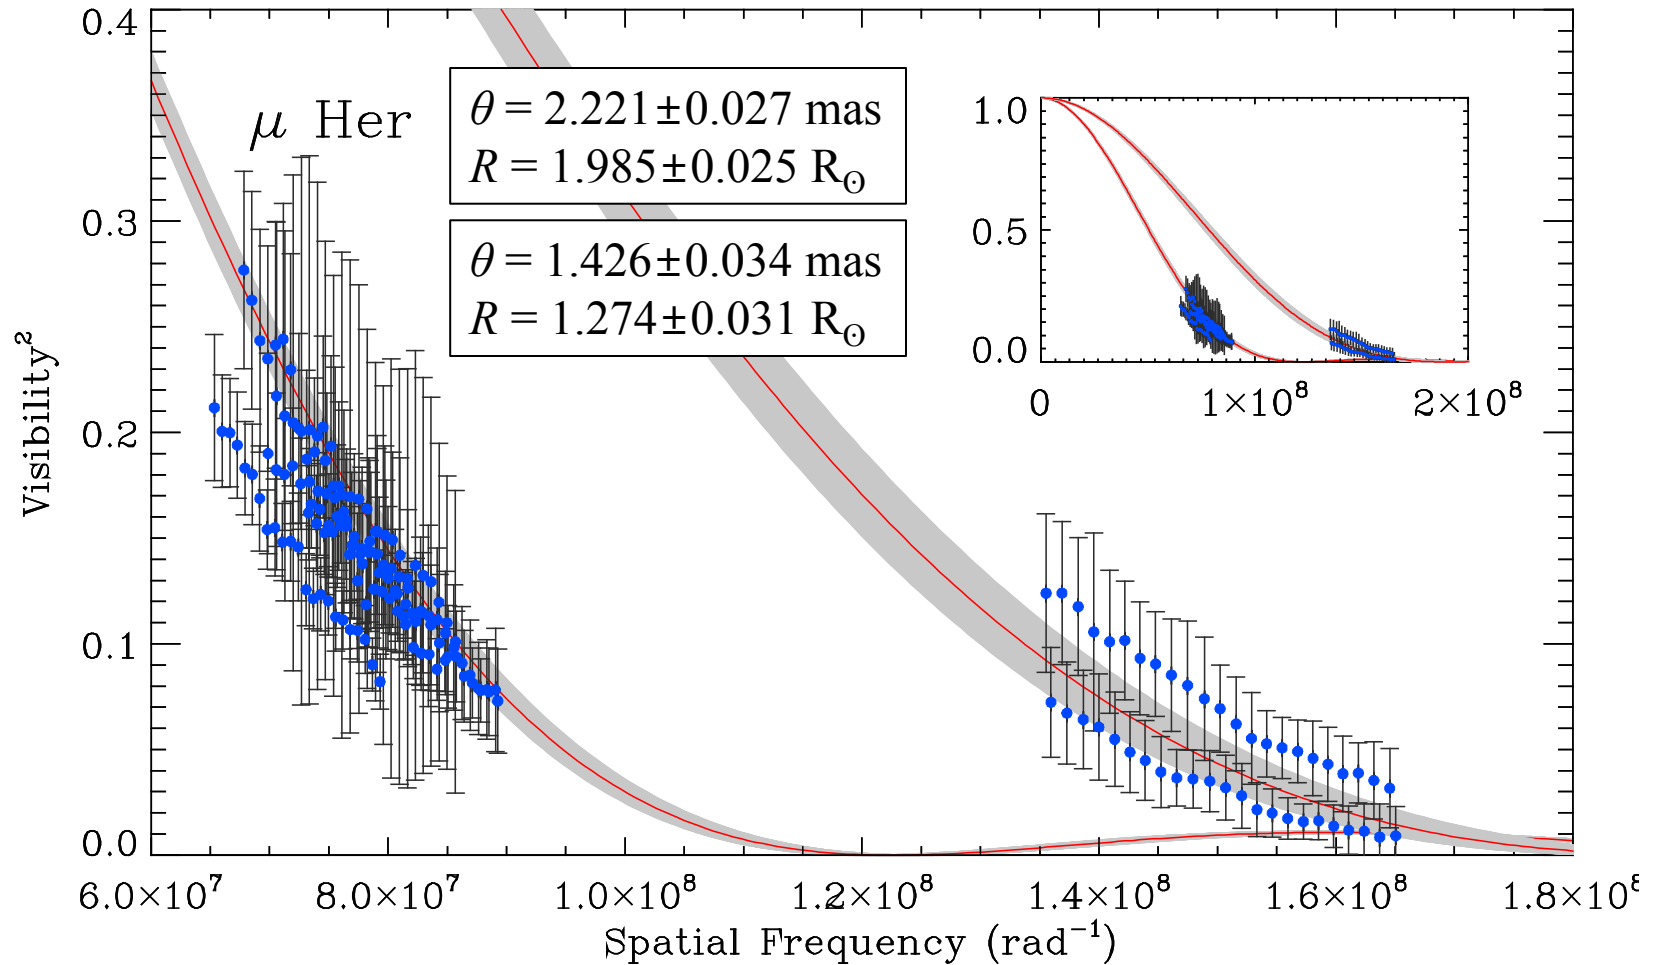 0.4
0.3
0.2
0.1
0.0
Visibility²
μ Her
θ = 2.221±0.027 mas
R = 1.985±0.025 R☉
θ = 1.426±0.034 mas
R = 1.274±0.031 R☉
1.0
0.5
0.0
0 1×10⁸ 2×10⁸
6.0×10⁷ 8.0×10⁷ 1.0×10⁸ 1.2×10⁸ 1.4×10⁸ 1.6×10⁸ 1.8×10⁸
Spatial Frequency (rad⁻¹)